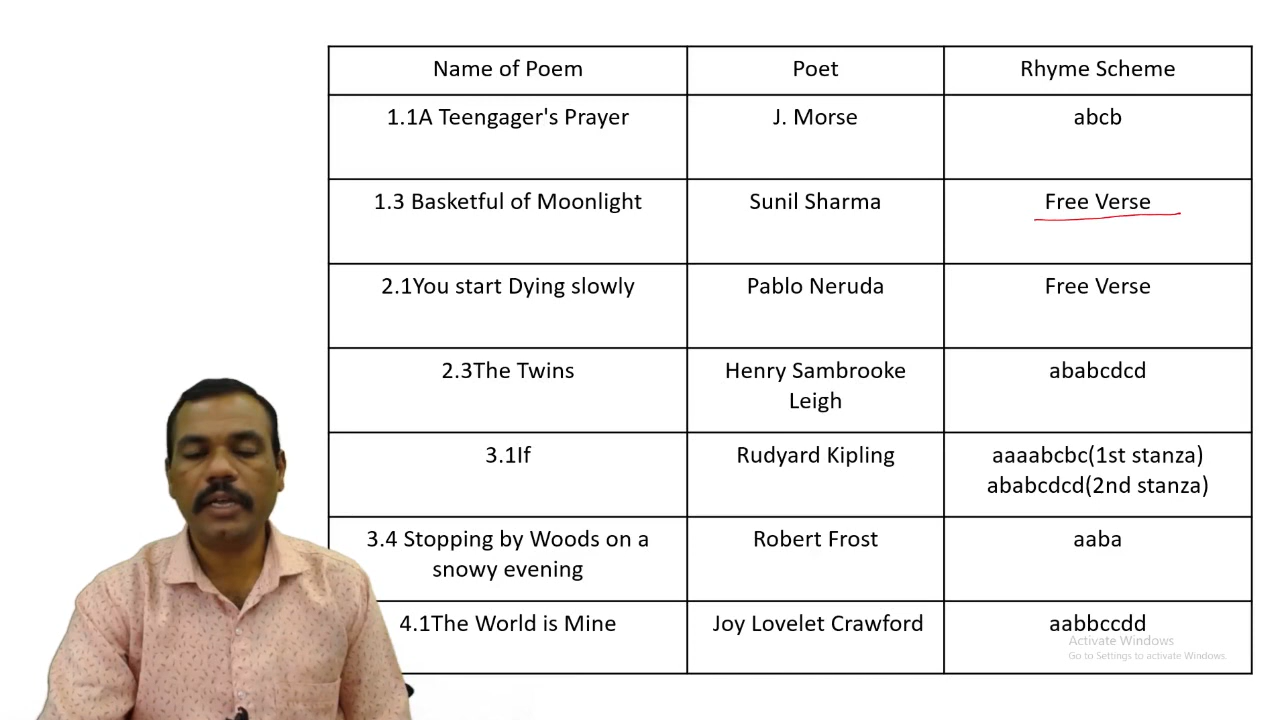 Name of Poem Poet Rhyme Scheme
1.1A Teengager's Prayer J. Morse abcb
1.3 Basketful of Moonlight Sunil Sharma Free Verse
2.1You start Dying slowly Pablo Neruda Free Verse
2.3The Twins Henry Sambrooke ababcdcd
Leigh
3.1If Rudyard Kipling aaaabcbc(1st stanza)
ababcdcd(2nd stanza)
3.4 Stopping by Woods on a Robert Frost aaba
snowy evening
4.1The World is Mine Joy Lovelet Crawford aabbccdd
Activate Windows
Go to Settings to activate Windows.